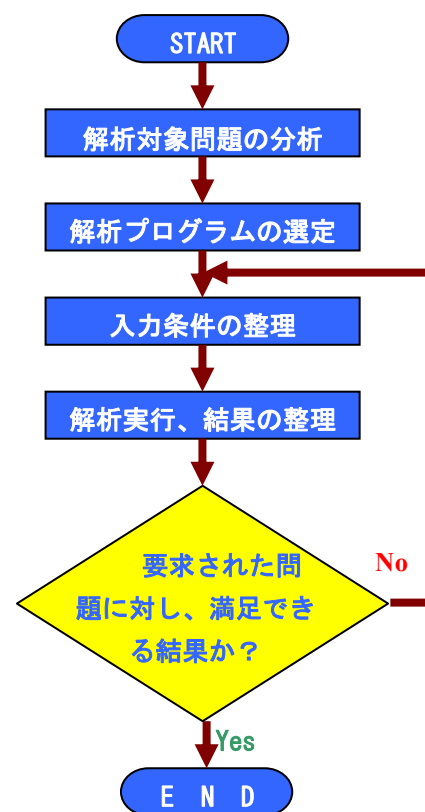 START
解析対象問題の分析
解析プログラムの選定
入力条件の整理
解析実行、結果の整理
要求された問
題に対し、満足でき
る結果か？
No
Yes
E N D